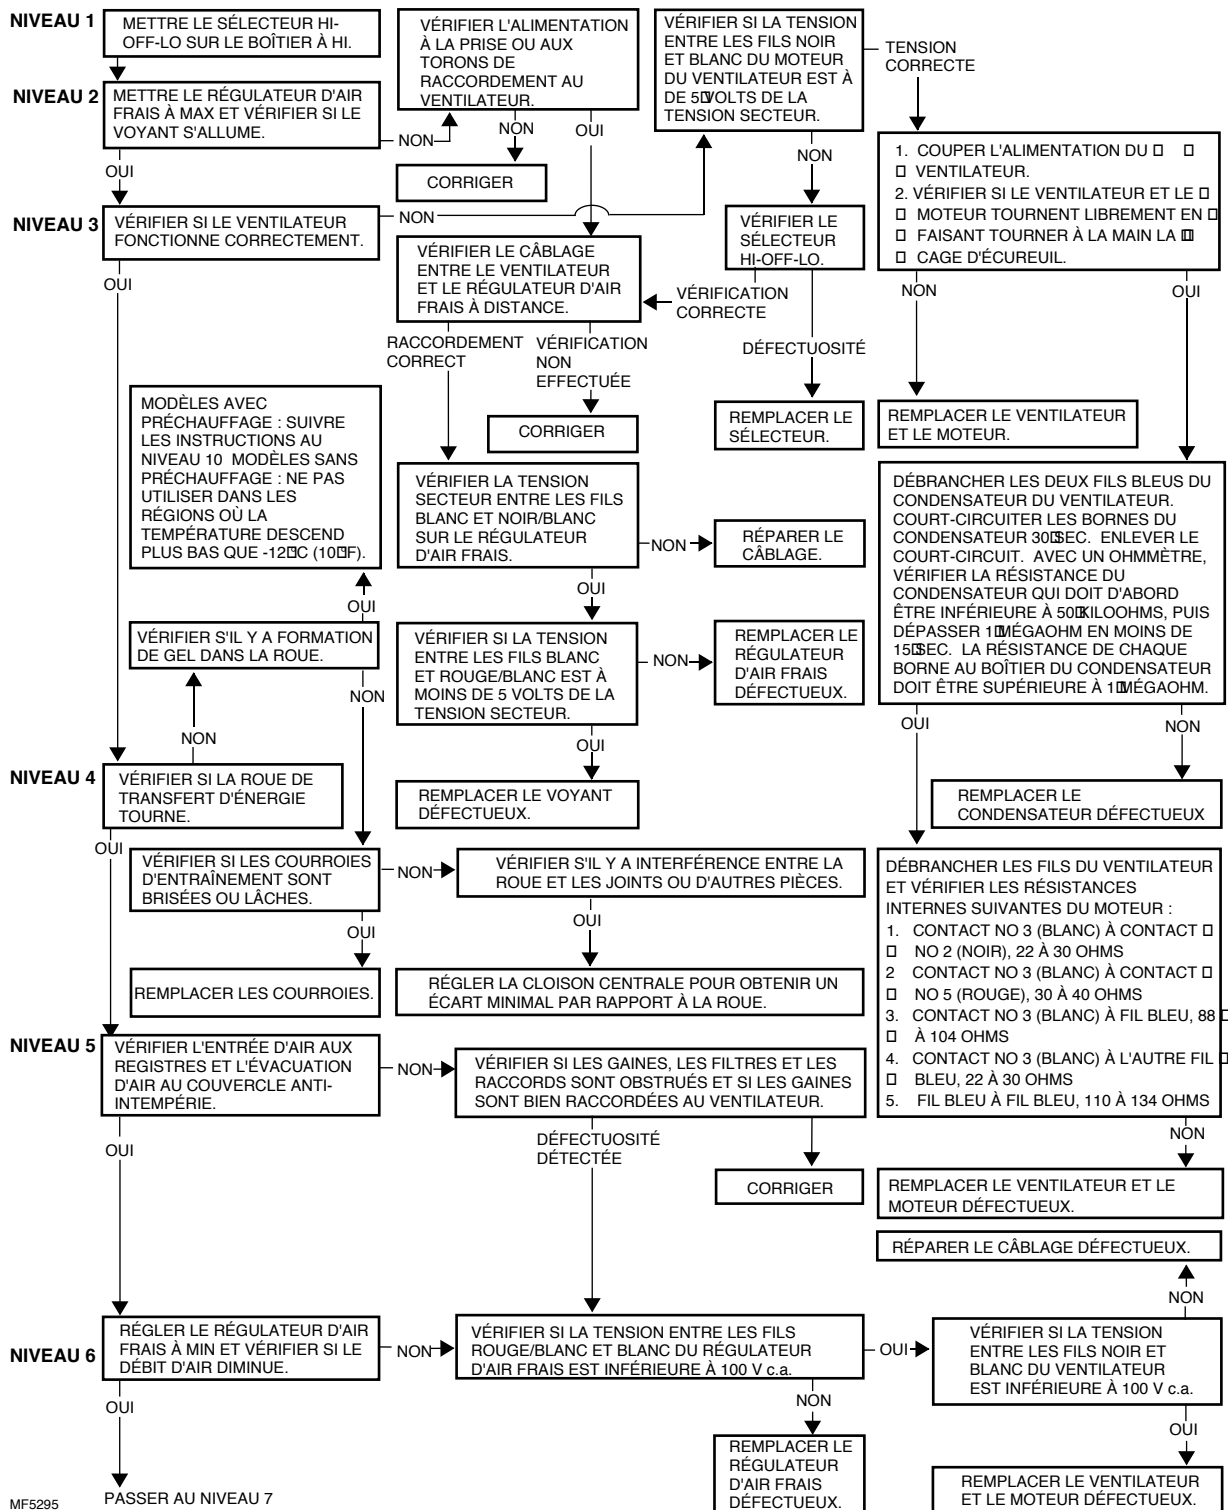 NIVEAU 1
METTRE LE SÉLECTEUR HI-
OFF-LO SUR LE BOÎTIER À HI.
VÉRIFIER L'ALIMENTATION
À LA PRISE OU AUX
TORONS DE
RACCORDEMENT AU
VENTILATEUR.
VÉRIFIER SI LA TENSION
ENTRE LES FILS NOIR
ET BLANC DU MOTEUR
DU VENTILATEUR EST À
DE 5 VOLTS DE LA
TENSION SECTEUR.
TENSION
CORRECTE
NIVEAU 2
METTRE LE RÉGULATEUR D'AIR
FRAIS À MAX ET VÉRIFIER SI LE
VOYANT S'ALLUME.
NON
NON
OUI
NON
OUI
CORRIGER
1. COUPER L'ALIMENTATION DU
VENTILATEUR.
2. VÉRIFIER SI LE VENTILATEUR ET LE
MOTEUR TOURNENT LIBREMENT EN
FAISANT TOURNER À LA MAIN LA
CAGE D'ÉCUREUIL.
NIVEAU 3
VÉRIFIER SI LE VENTILATEUR
FONCTIONNE CORRECTEMENT.
NON
VÉRIFIER LE
SÉLECTEUR
HI-OFF-LO.
VÉRIFIER LE CÂBLAGE
ENTRE LE VENTILATEUR
ET LE RÉGULATEUR D'AIR
FRAIS À DISTANCE.
OUI
VÉRIFICATION
CORRECTE
NON
OUI
RACCORDEMENT
CORRECT
VÉRIFICATION
NON
EFFECTUÉE
DÉFECTUOSITÉ
MODÈLES AVEC
PRÉCHAUFFAGE : SUIVRE
LES INSTRUCTIONS AU
NIVEAU 10 MODÈLES SANS
PRÉCHAUFFAGE : NE PAS
UTILISER DANS LES
RÉGIONS OÙ LA
TEMPÉRATURE DESCEND
PLUS BAS QUE -12 C (10 F).
CORRIGER
REMPLACER LE
SÉLECTEUR.
REMPLACER LE VENTILATEUR
ET LE MOTEUR.
VÉRIFIER LA TENSION
SECTEUR ENTRE LES FILS
BLANC ET NOIR/BLANC
SUR LE RÉGULATEUR
D'AIR FRAIS.
NON
RÉPARER LE
CÂBLAGE.
DÉBRANCHER LES DEUX FILS BLEUS DU
CONDENSATEUR DU VENTILATEUR.
COURT-CIRCUITER LES BORNES DU
CONDENSATEUR 30 SEC. ENLEVER LE
COURT-CIRCUIT. AVEC UN OHMMÈTRE,
VÉRIFIER LA RÉSISTANCE DU
CONDENSATEUR QUI DOIT D'ABORD
ÊTRE INFÉRIEURE À 50 KILOOHMS, PUIS
DÉPASSER 1 MÉGAOHM EN MOINS DE
15 SEC. LA RÉSISTANCE DE CHAQUE
BORNE AU BOÎTIER DU CONDENSATEUR
DOIT ÊTRE SUPÉRIEURE À 1 MÉGAOHM.
OUI
OUI
VÉRIFIER S'IL Y A FORMATION
DE GEL DANS LA ROUE.
VÉRIFIER SI LA TENSION
ENTRE LES FILS BLANC
ET ROUGE/BLANC EST À
MOINS DE 5 VOLTS DE LA
TENSION SECTEUR.
NON
REMPLACER LE
RÉGULATEUR
D'AIR FRAIS
DÉFECTUEUX.
NON
NON
OUI
OUI
NON
NIVEAU 4
VÉRIFIER SI LA ROUE DE
TRANSFERT D'ÉNERGIE
TOURNE.
REMPLACER LE VOYANT
DÉFECTUEUX.
REMPLACER LE
CONDENSATEUR DÉFECTUEUX
OUI
VÉRIFIER SI LES COURROIES
D'ENTRAÎNEMENT SONT
BRISÉES OU LÂCHES.
NON
VÉRIFIER S'IL Y A INTERFÉRENCE ENTRE LA
ROUE ET LES JOINTS OU D'AUTRES PIÈCES.
DÉBRANCHER LES FILS DU VENTILATEUR
ET VÉRIFIER LES RÉSISTANCES
INTERNES SUIVANTES DU MOTEUR :
1. CONTACT NO 3 (BLANC) À CONTACT
NO 2 (NOIR), 22 À 30 OHMS
2 CONTACT NO 3 (BLANC) À CONTACT
NO 5 (ROUGE), 30 À 40 OHMS
3. CONTACT NO 3 (BLANC) À FIL BLEU, 88
À 104 OHMS
4. CONTACT NO 3 (BLANC) À L'AUTRE FIL
BLEU, 22 À 30 OHMS
5. FIL BLEU À FIL BLEU, 110 À 134 OHMS
OUI
OUI
REMPLACER LES COURROIES.
RÉGLER LA CLOISON CENTRALE POUR OBTENIR UN
ÉCART MINIMAL PAR RAPPORT À LA ROUE.
NIVEAU 5
VÉRIFIER L'ENTRÉE D'AIR AUX
REGISTRES ET L'ÉVACUATION
D'AIR AU COUVERCLE ANTI-
INTEMPÉRIE.
NON
VÉRIFIER SI LES GAINES, LES FILTRES ET LES
RACCORDS SONT OBSTRUÉS ET SI LES GAINES
SONT BIEN RACCORDÉES AU VENTILATEUR.
OUI
DÉFECTUOSITÉ
DÉTECTÉE
NON
CORRIGER
REMPLACER LE VENTILATEUR ET LE
MOTEUR DÉFECTUEUX.
RÉPARER LE CÂBLAGE DÉFECTUEUX.
NON
NIVEAU 6
RÉGLER LE RÉGULATEUR D'AIR
FRAIS À MIN ET VÉRIFIER SI LE
DÉBIT D'AIR DIMINUE.
NON
VÉRIFIER SI LA TENSION ENTRE LES FILS
ROUGE/BLANC ET BLANC DU RÉGULATEUR
D'AIR FRAIS EST INFÉRIEURE À 100 V c.a.
OUI
VÉRIFIER SI LA TENSION
ENTRE LES FILS NOIR ET
BLANC DU VENTILATEUR
EST INFÉRIEURE À 100 V c.a.
OUI
NON
OUI
REMPLACER LE
RÉGULATEUR
D'AIR FRAIS
DÉFECTUEUX.
REMPLACER LE VENTILATEUR
ET LE MOTEUR DÉFECTUEUX.
MF5295
PASSER AU NIVEAU 7